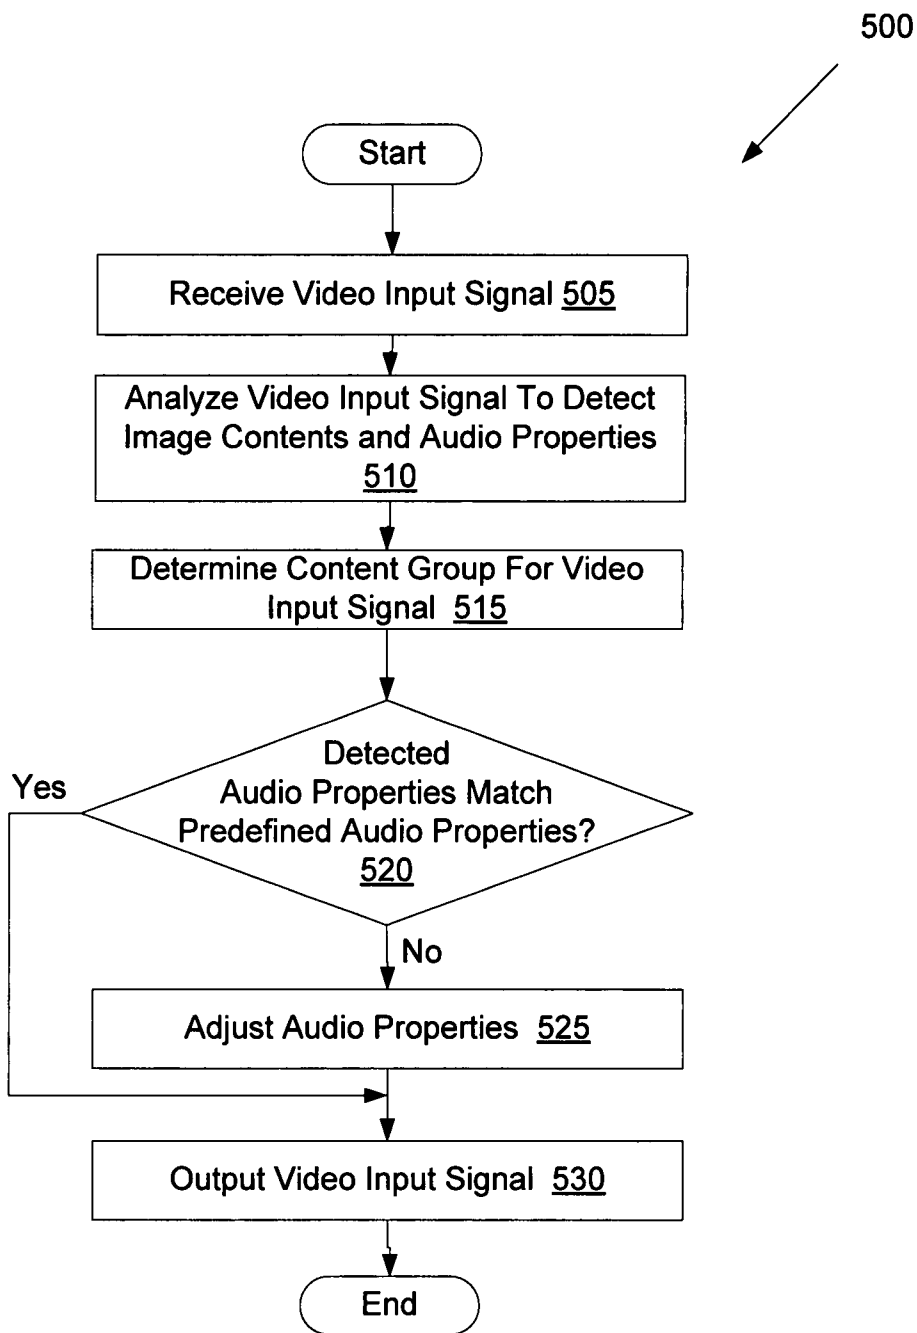 500
Start
Receive Video Input Signal 505
Analyze Video Input Signal To Detect
Image Contents and Audio Properties
510
Determine Content Group For Video
Input Signal 515
Detected
Audio Properties Match
Predefined Audio Properties?
520
Yes
No
Adjust Audio Properties 525
Output Video Input Signal 530
End